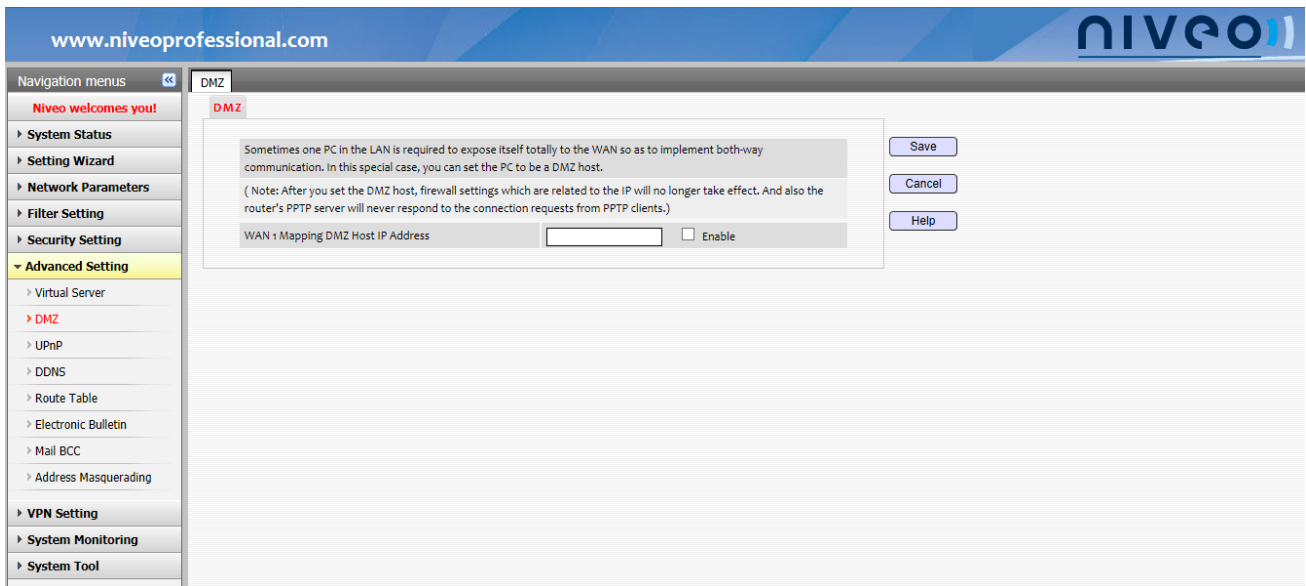 www.niveoprofessional.com
niveo
Navigation menus
«
DMZ
Niveo welcomes you!
System Status
Setting Wizard
Network Parameters
Filter Setting
Security Setting
Advanced Setting
Virtual Server
DMZ
UPnP
DDNS
Route Table
Electronic Bulletin
Mail BCC
Address Masquerading
VPN Setting
System Monitoring
System Tool
DMZ
Sometimes one PC in the LAN is required to expose itself totally to the WAN so as to implement both-way
communication. In this special case, you can set the PC to be a DMZ host.
( Note: After you set the DMZ host, firewall settings which are related to the IP will no longer take effect. And also the
router's PPTP server will never respond to the connection requests from PPTP clients.)
WAN 1 Mapping DMZ Host IP Address
Enable
Save
Cancel
Help